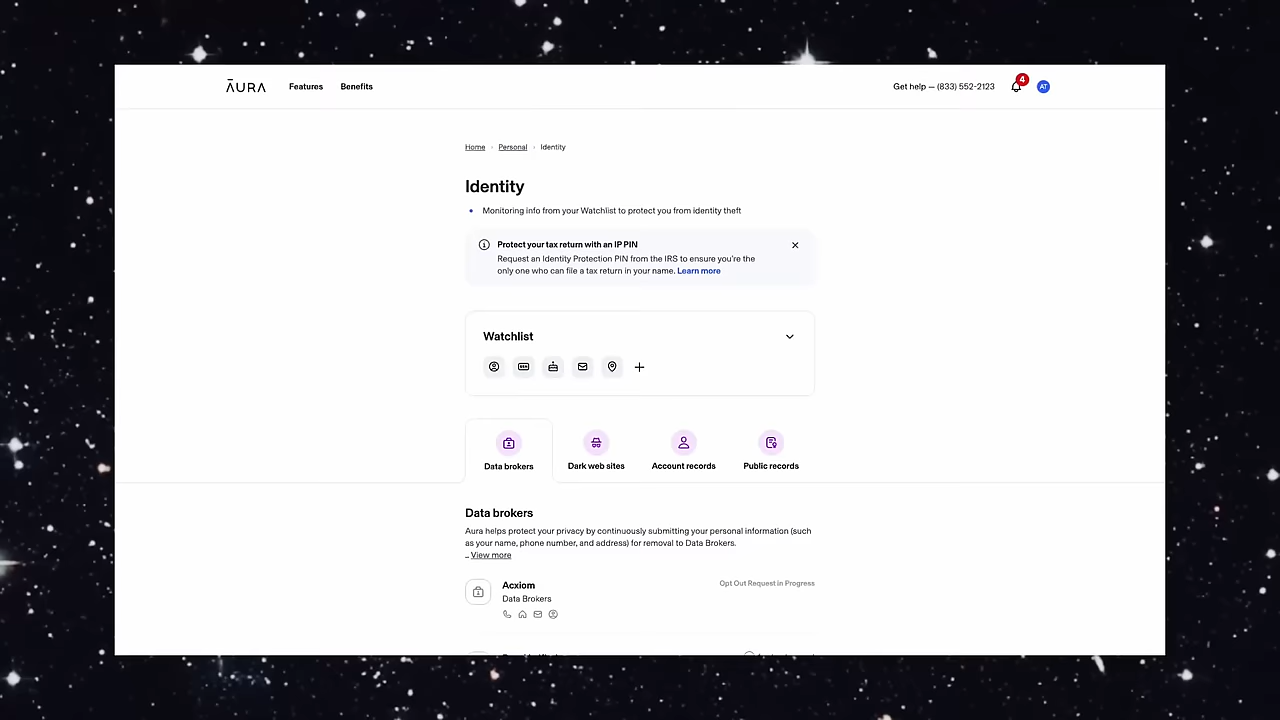 ĀURA Features Benefits Get help — (833) 552-2123 4 AT
Home › Personal › Identity
Identity
• Monitoring info from your Watchlist to protect you from identity theft
Protect your tax return with an IP PIN
Request an Identity Protection PIN from the IRS to ensure you're the
only one who can file a tax return in your name. Learn more
Watchlist
Data brokers Dark web sites Account records Public records
Data brokers
Aura helps protect your privacy by continuously submitting your personal information (such
as your name, phone number, and address) for removal to Data Brokers.
... View more
Acxiom Opt Out Request in Progress
Data Brokers